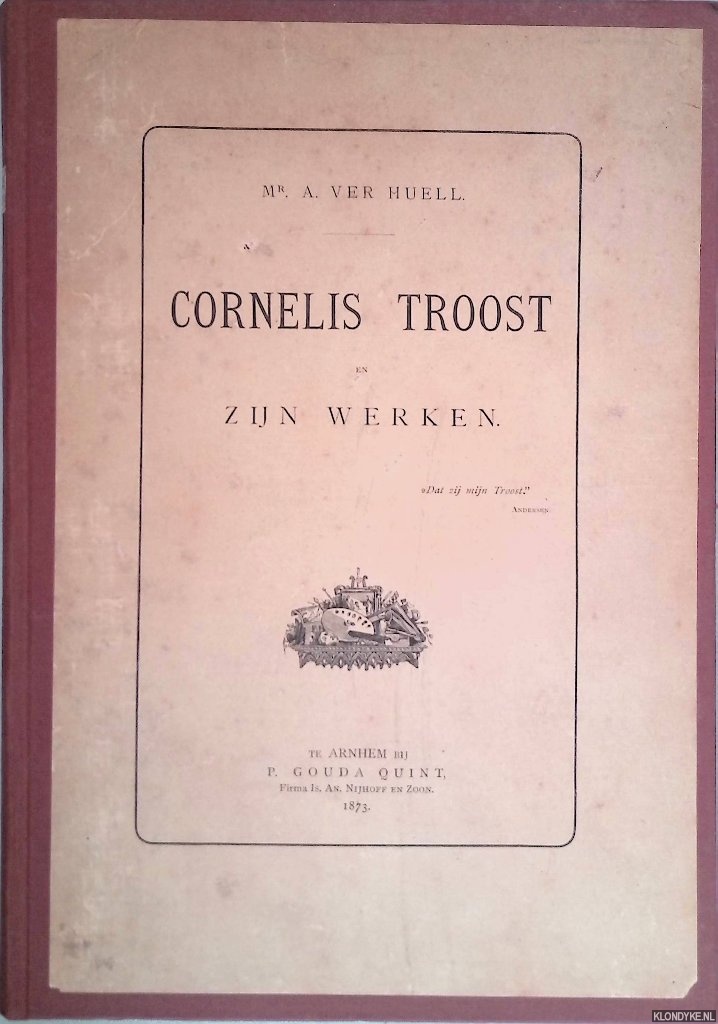 MR. A. VER HUELL.
CORNELIS TROOST
EN
ZIJN WERKEN.
»Dat zij mijn Troost."
ANDERSEN.
TE ARNHEM BIJ
P. GOUDA QUINT,
Firma Is. An. NIJHOFF EN ZOON.
1873.
KLONDYKE.NL